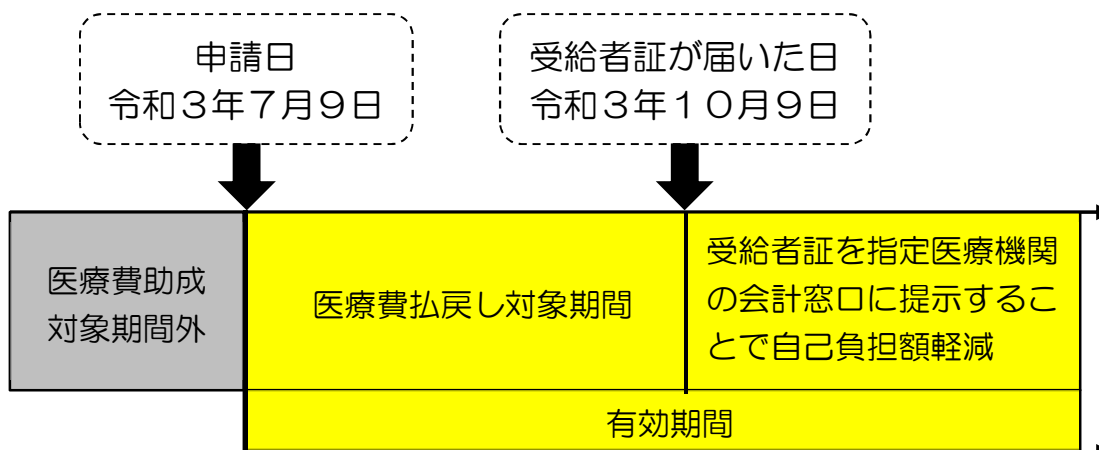 申請日
令和３年７月９日
受給者証が届いた日
令和３年１０月９日
医療費助成
対象期間外
医療費払戻し対象期間
受給者証を指定医療機関
の会計窓口に提示するこ
とで自己負担額軽減
有効期間